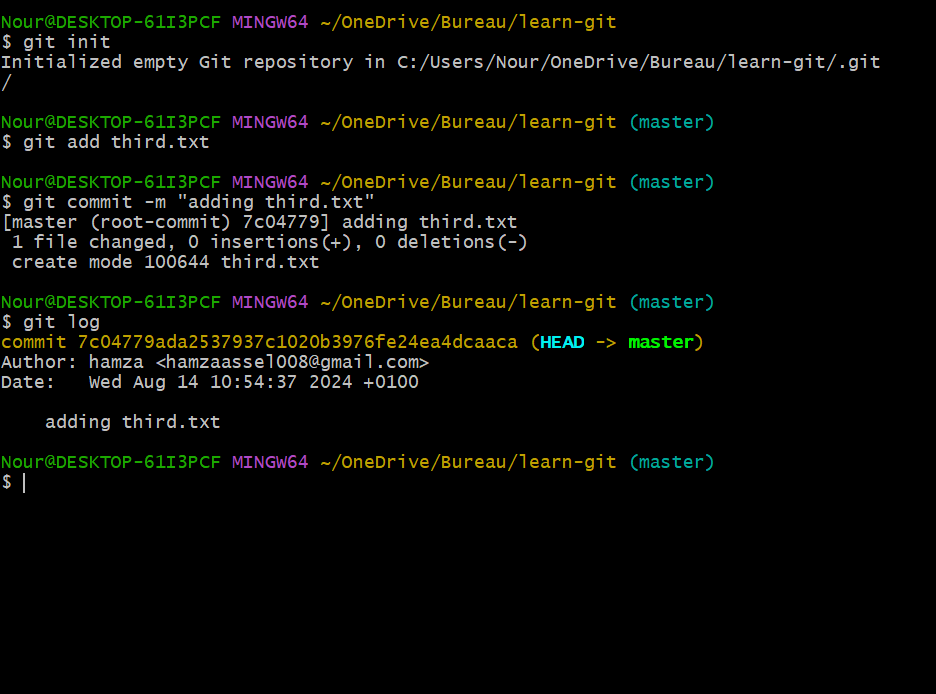 Nour@DESKTOP-61I3PCF MINGW64 ~/OneDrive/Bureau/learn-git
$ git init
Initialized empty Git repository in C:/Users/Nour/OneDrive/Bureau/learn-git/.git
/
Nour@DESKTOP-61I3PCF MINGW64 ~/OneDrive/Bureau/learn-git (master)
$ git add third.txt
Nour@DESKTOP-61I3PCF MINGW64 ~/OneDrive/Bureau/learn-git (master)
$ git commit -m "adding third.txt"
[master (root-commit) 7c04779] adding third.txt
 1 file changed, 0 insertions(+), 0 deletions(-)
 create mode 100644 third.txt
Nour@DESKTOP-61I3PCF MINGW64 ~/OneDrive/Bureau/learn-git (master)
$ git log
commit 7c04779ada2537937c1020b3976fe24ea4dcaaca (HEAD -> master)
Author: hamza <hamzaassel008@gmail.com>
Date:   Wed Aug 14 10:54:37 2024 +0100
    adding third.txt
Nour@DESKTOP-61I3PCF MINGW64 ~/OneDrive/Bureau/learn-git (master)
$